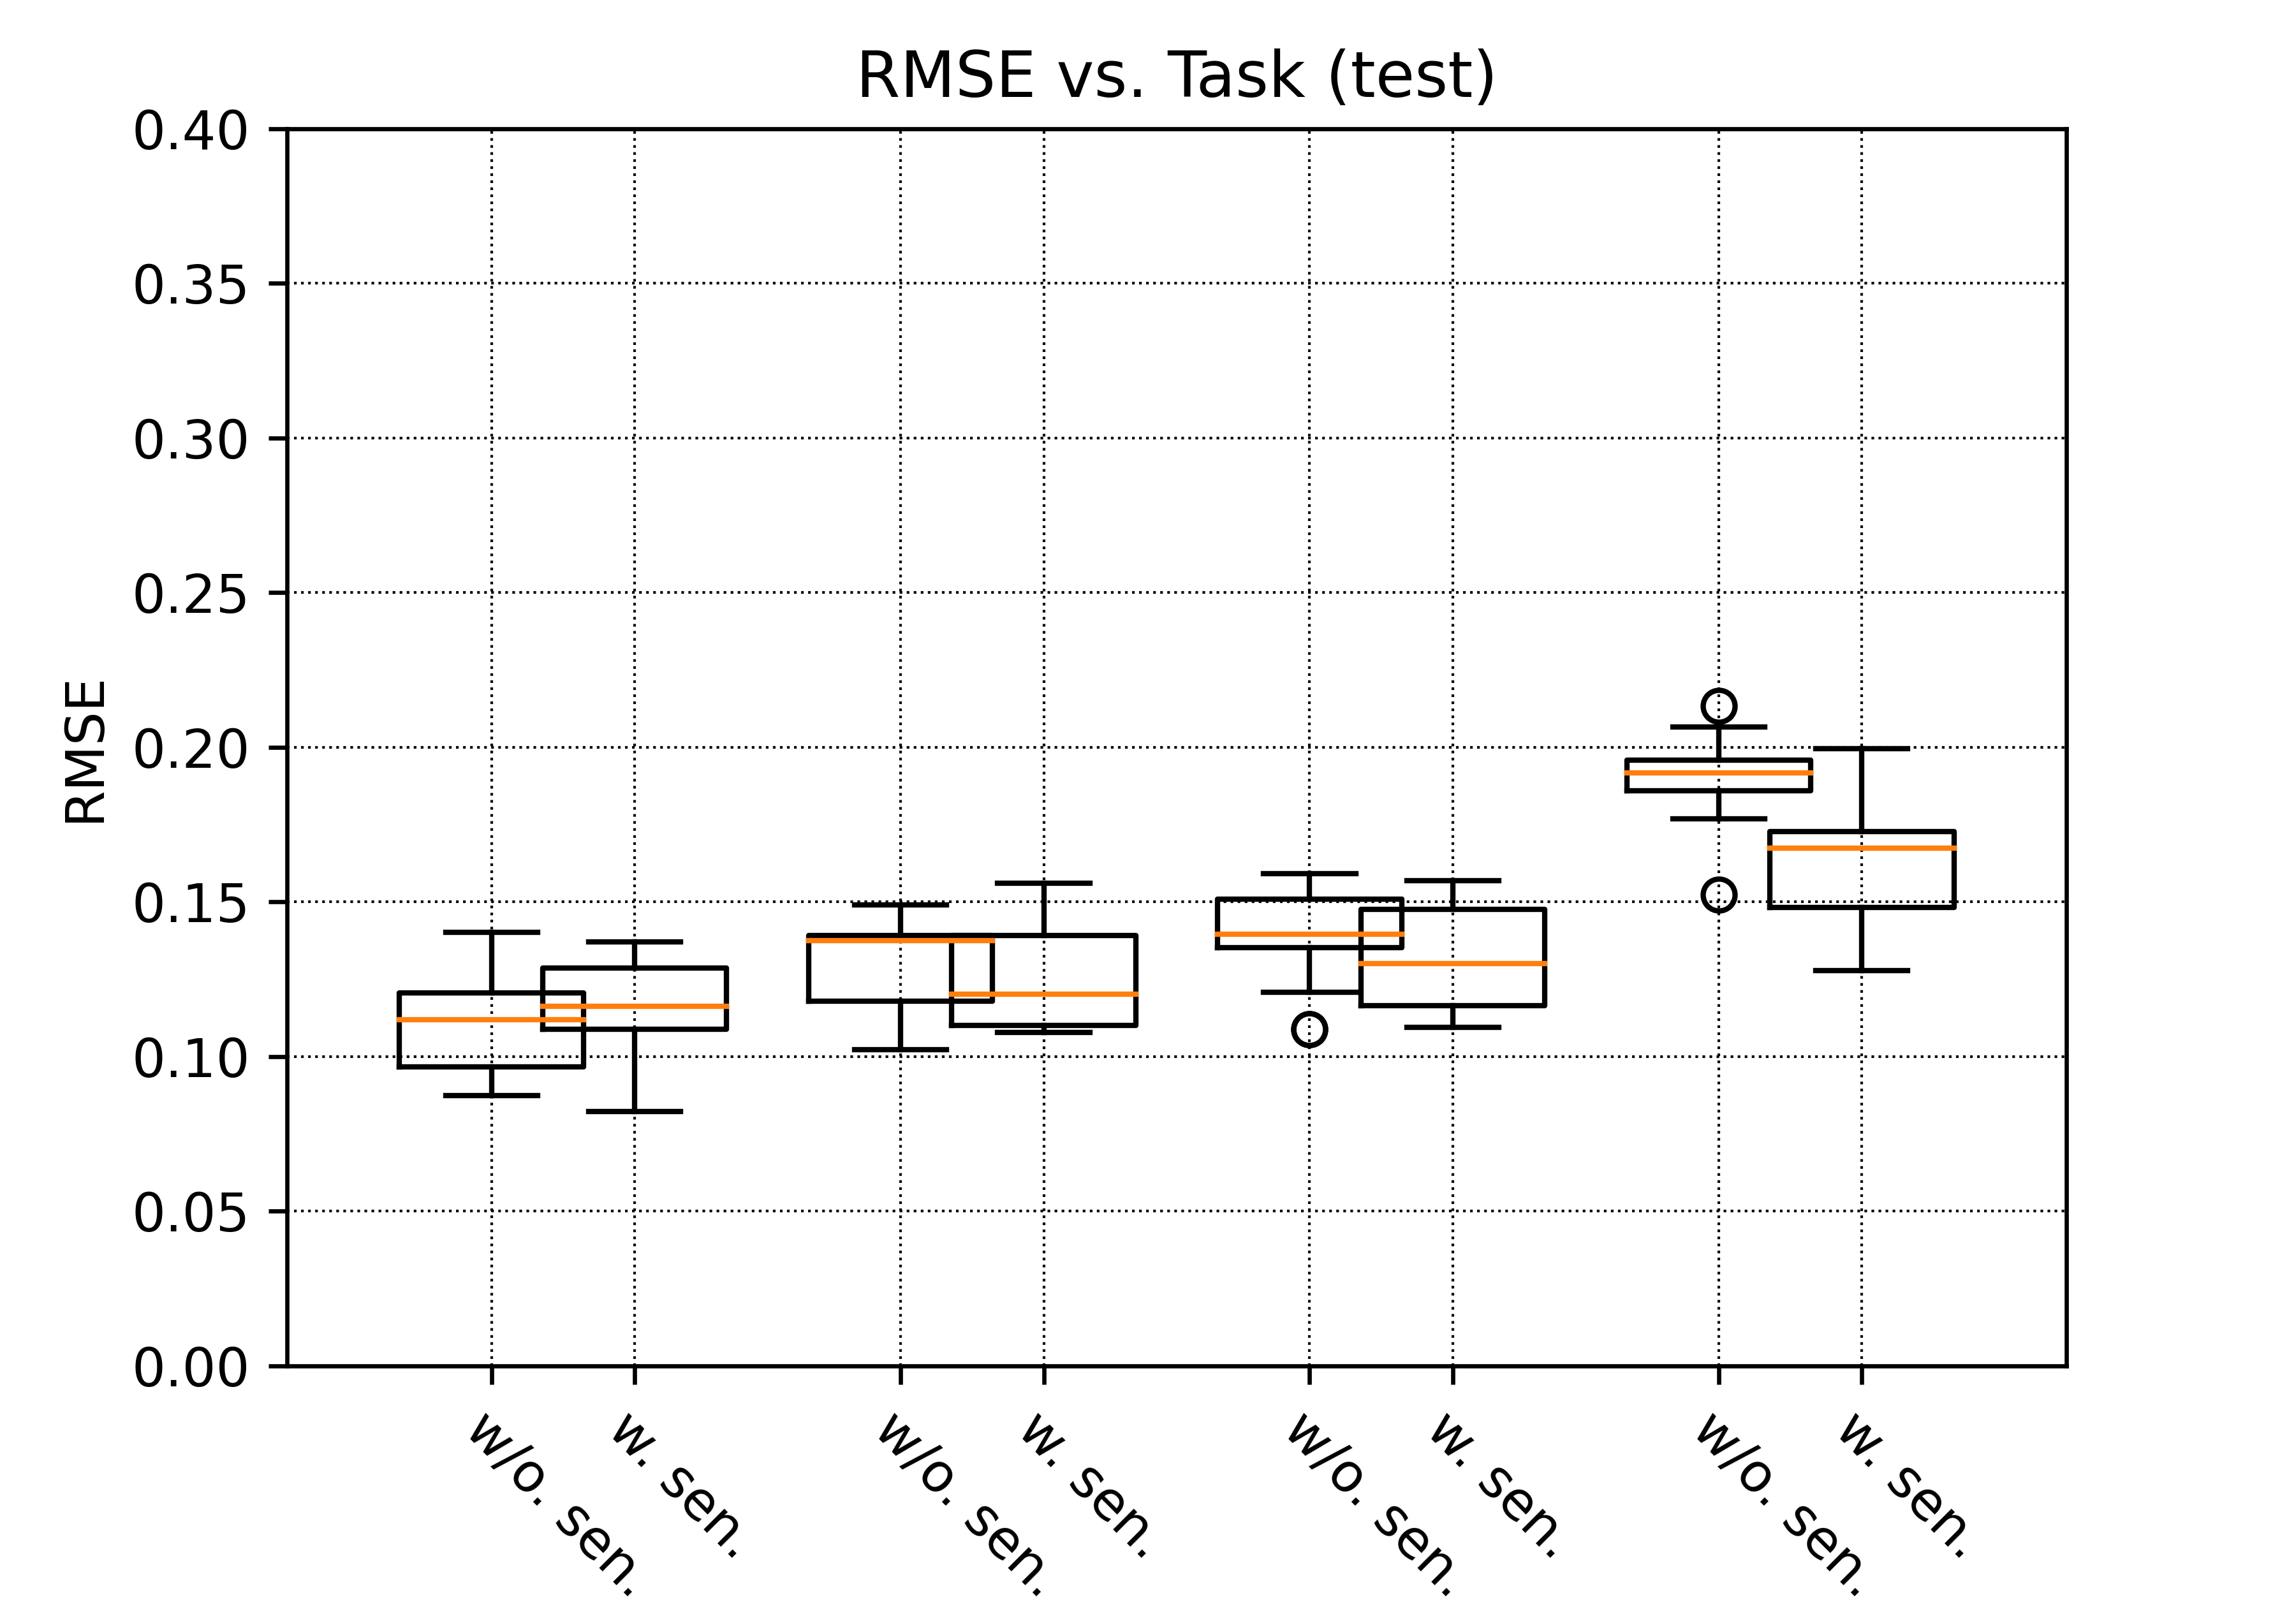 RMSE vs. Task (test)
0.40
0.35
0.30
0.25
0.20
0.15
0.10
0.05
0.00
RMSE
w/o. sen.
w. sen.
w/o. sen.
w. sen.
w/o. sen.
w. sen.
w/o. sen.
w. sen.